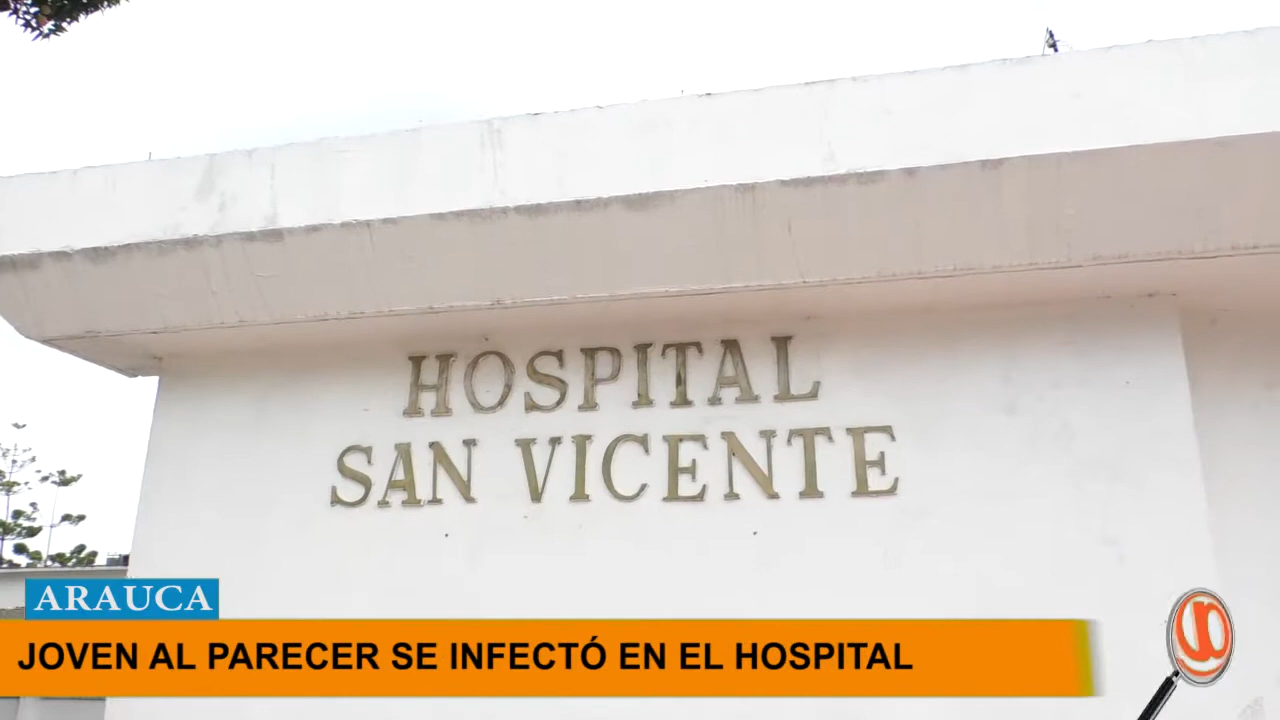 HOSPITAL
SAN VICENTE
ARAUCA
JOVEN AL PARECER SE INFECTÓ EN EL HOSPITAL